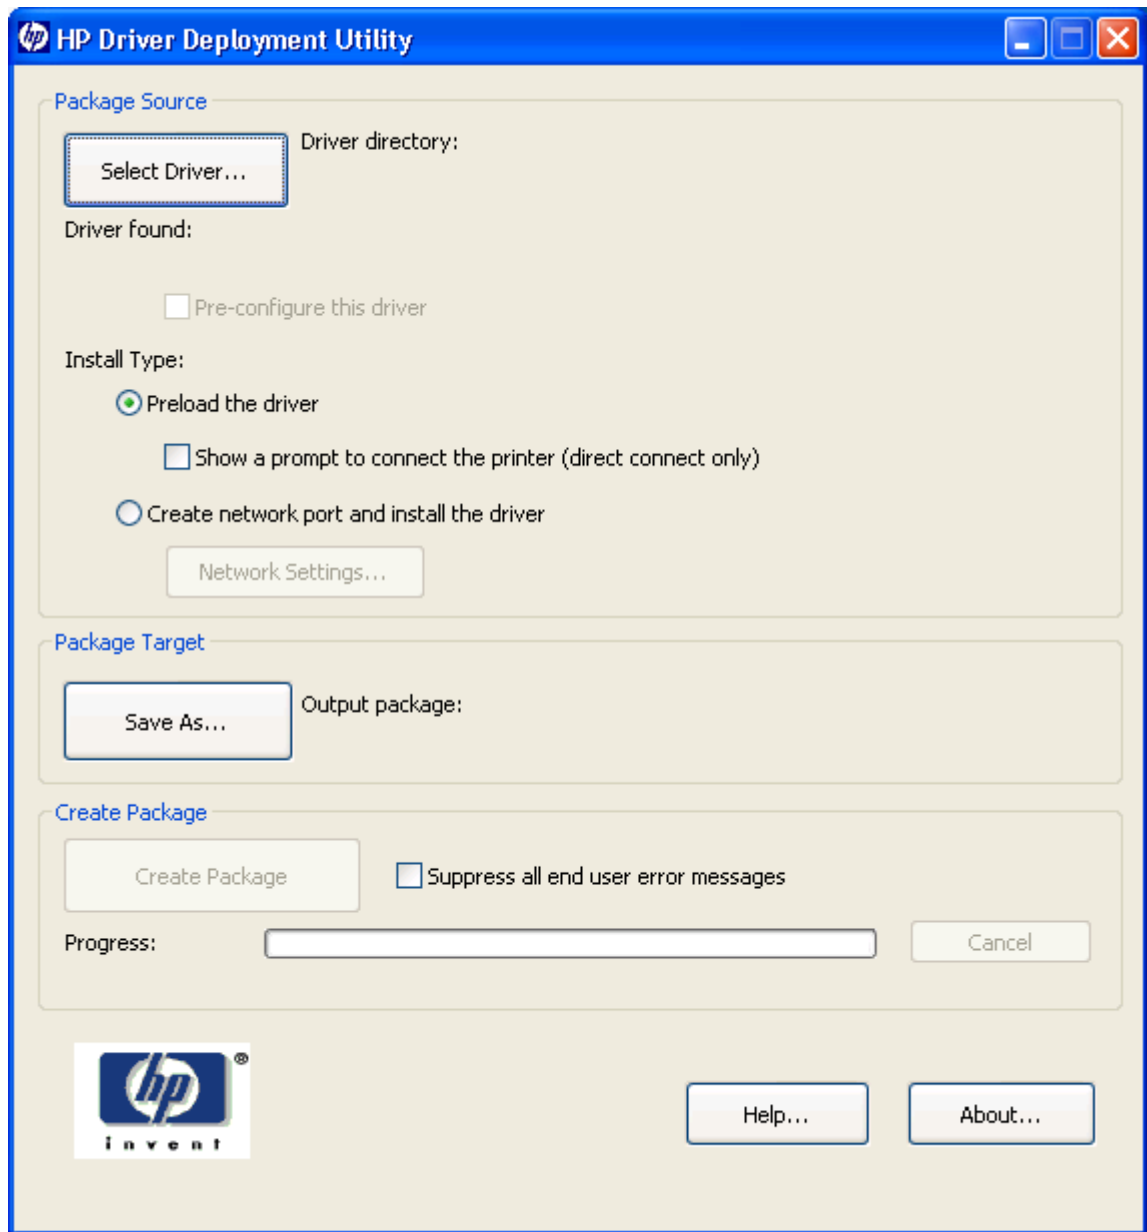 HP Driver Deployment Utility
Package Source
Select Driver...
Driver directory:
Driver found:
Pre-configure this driver
Install Type:
Preload the driver
Show a prompt to connect the printer (direct connect only)
Create network port and install the driver
Network Settings...
Package Target
Save As...
Output package:
Create Package
Create Package
Suppress all end user error messages
Progress:
Cancel
hp
®
invent
Help...
About...